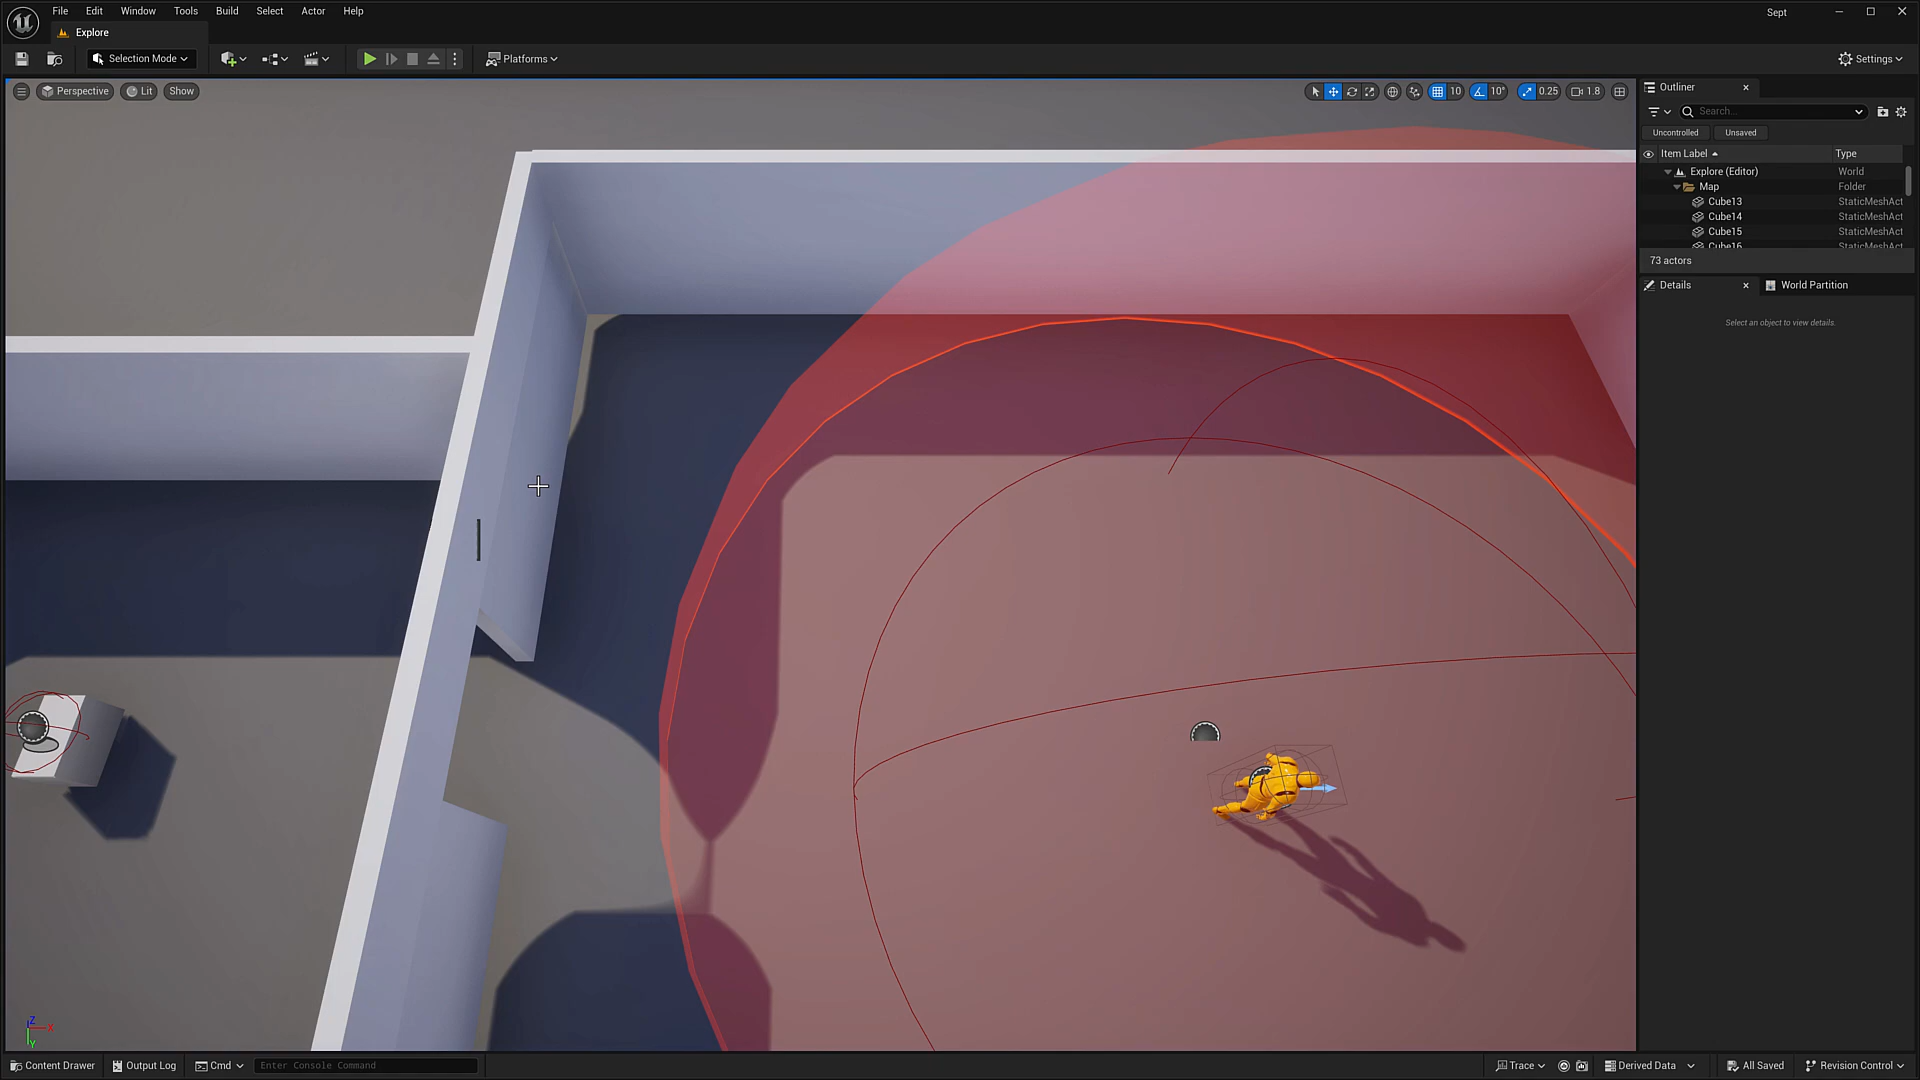 File Edit Window Tools Build Select Actor Help
Sept
Explore
Selection Mode
Platforms
Settings
Perspective
Lit
Show
10
10°
0.25
1.8
Outliner
Search...
Uncontrolled
Unsaved
Item Label
Type
Explore (Editor)
World
Map
Folder
Cube13
StaticMeshAct
Cube14
StaticMeshAct
Cube15
StaticMeshAct
Cube16
StaticMeshAct
73 actors
Details
World Partition
Select an object to view details.
Z
X
Y
Content Drawer
Output Log
Cmd
Enter Console Command
Trace
Derived Data
All Saved
Revision Control